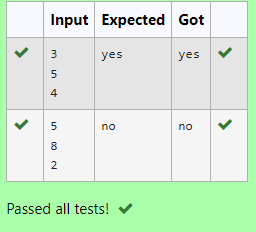 Input Expected Got
3 yes yes
5
4
5 no no
8
2
Passed all tests!